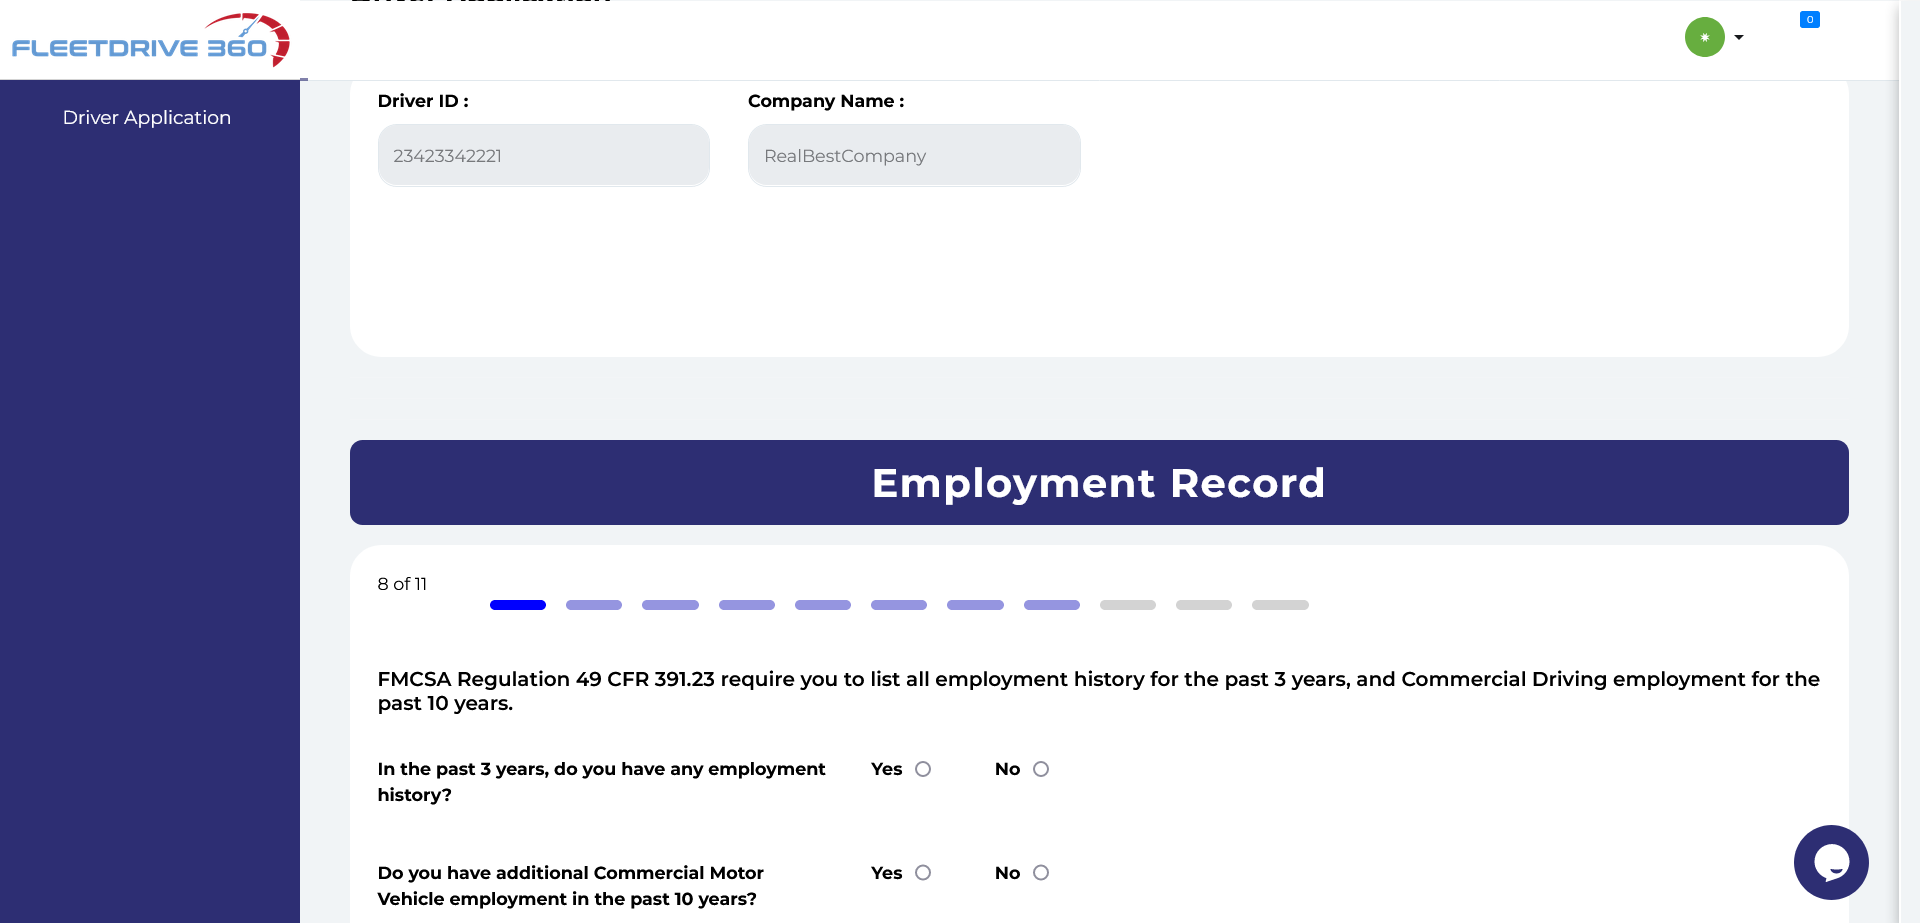 FLEETDRIVE 360
0
Driver Application
Driver ID :
Company Name :
23423342221
RealBestCompany
Employment Record
8 of 11
FMCSA Regulation 49 CFR 391.23 require you to list all employment history for the past 3 years, and Commercial Driving employment for the
past 10 years.
In the past 3 years, do you have any employment
history?
Yes
No
Do you have additional Commercial Motor
Vehicle employment in the past 10 years?
Yes
No